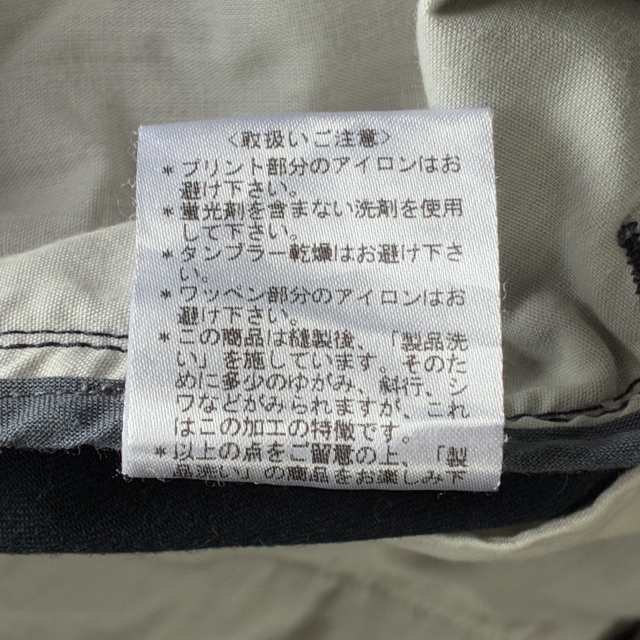 〈取扱いご注意〉
＊プリント部分のアイロンはお
避け下さい。
＊蛍光剤を含まない洗剤を使用
して下さい。
＊タンブラー乾燥はお避け下さ
い。
＊ワッペン部分のアイロンはお
避け下さい。
＊この商品は縫製後、「製品洗
い」を施しています。そのた
めに多少のゆがみ、斜行、シ
ワなどがみられますが、これ
はこの加工の特徴です。
＊以上の点をご留意の上、「製
品洗い」の商品をお楽しみ下